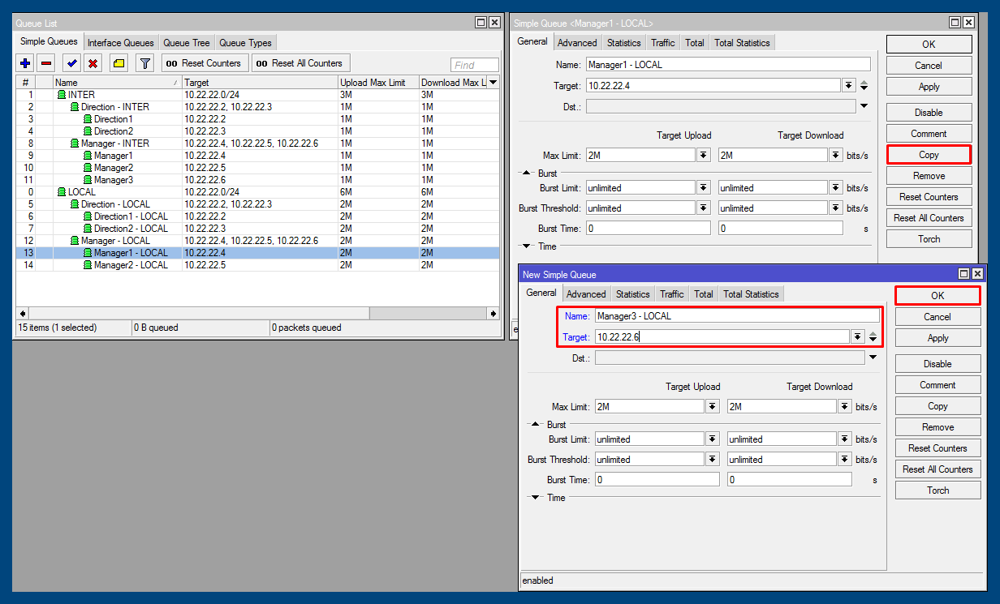 Queue List
Simple Queues Interface Queues Queue Tree Queue Types
00 Reset Counters 00 Reset All Counters Find
# Name / Target Upload Max Limit Download Max L
1 INTER 10.22.22.0/24 3M 3M
2 Direction - INTER 10.22.22.2, 10.22.22.3 1M 1M
3 Direction1 10.22.22.2 1M 1M
4 Direction2 10.22.22.3 1M 1M
8 Manager - INTER 10.22.22.4, 10.22.22.5, 10.22.22.6 1M 1M
9 Manager1 10.22.22.4 1M 1M
10 Manager2 10.22.22.5 1M 1M
11 Manager3 10.22.22.6 1M 1M
0 LOCAL 10.22.22.0/24 6M 6M
5 Direction - LOCAL 10.22.22.2, 10.22.22.3 2M 2M
6 Direction1 - LOCAL 10.22.22.2 2M 2M
7 Direction2 - LOCAL 10.22.22.3 2M 2M
12 Manager - LOCAL 10.22.22.4, 10.22.22.5, 10.22.22.6 2M 2M
13 Manager1 - LOCAL 10.22.22.4 2M 2M
14 Manager2 - LOCAL 10.22.22.5 2M 2M
15 items (1 selected) 0 B queued 0 packets queued
Simple Queue <Manager1 - LOCAL>
General Advanced Statistics Traffic Total Total Statistics
Name: Manager1 - LOCAL
Target: 10.22.22.4
Dst.:
Target Upload Target Download
Max Limit: 2M 2M bits/s
Burst
Burst Limit: unlimited unlimited bits/s
Burst Threshold: unlimited unlimited bits/s
Burst Time: 0 0 s
Time
OK
Cancel
Apply
Disable
Comment
Copy
Remove
Reset Counters
Reset All Counters
Torch
New Simple Queue
General Advanced Statistics Traffic Total Total Statistics
Name: Manager3 - LOCAL
Target: 10.22.22.6
Dst.:
Target Upload Target Download
Max Limit: 2M 2M bits/s
Burst
Burst Limit: unlimited unlimited bits/s
Burst Threshold: unlimited unlimited bits/s
Burst Time: 0 0 s
Time
OK
Cancel
Apply
Disable
Comment
Copy
Remove
Reset Counters
Reset All Counters
Torch
enabled